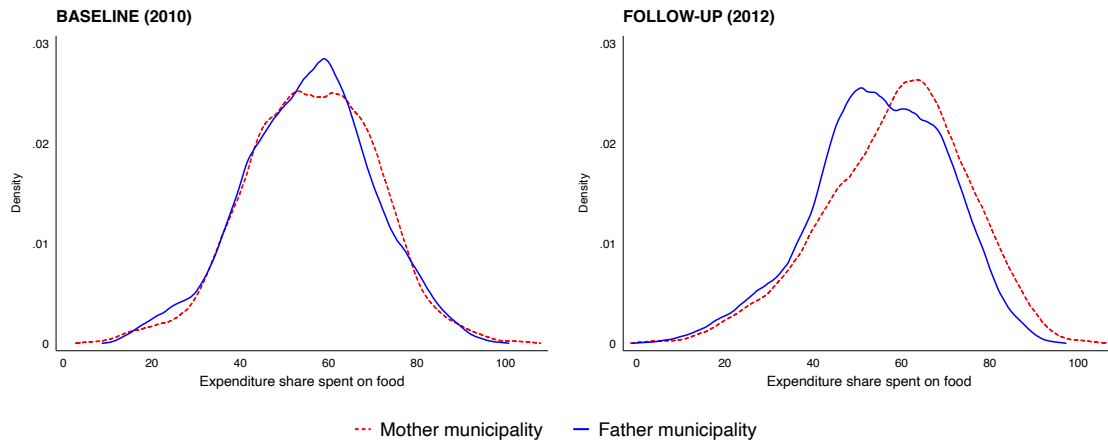 BASELINE (2010)
.03
.02
.01
0
Density
0 20 40 60 80 100
Expenditure share spent on food
FOLLOW-UP (2012)
.03
.02
.01
0
Density
0 20 40 60 80 100
Expenditure share spent on food
Mother municipality Father municipality